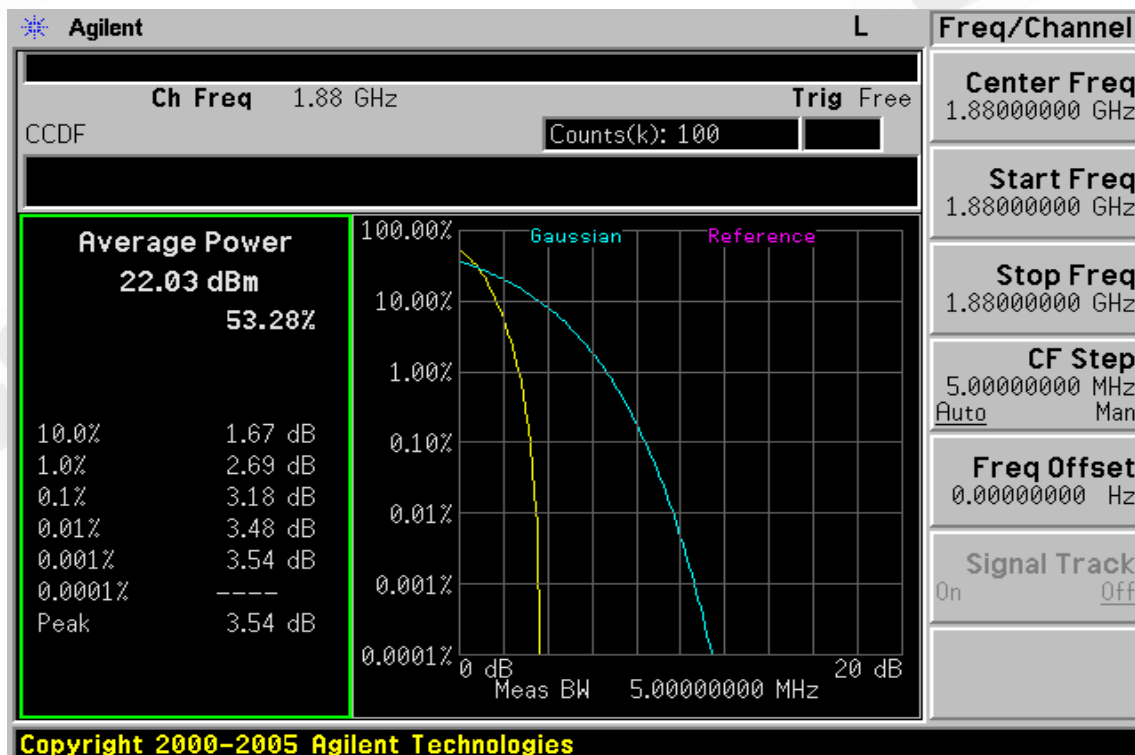 Agilent L Freq/Channel
Ch Freq 1.88 GHz Trig Free
CCDF Counts(k): 100
Average Power
22.03 dBm
53.28%
10.0% 1.67 dB
1.0% 2.69 dB
0.1% 3.18 dB
0.01% 3.48 dB
0.001% 3.54 dB
0.0001% ----
Peak 3.54 dB
Gaussian Reference
100.00%
10.00%
1.00%
0.10%
0.01%
0.001%
0.0001%
0 dB 20 dB
Meas BW 5.00000000 MHz
Center Freq
1.88000000 GHz
Start Freq
1.88000000 GHz
Stop Freq
1.88000000 GHz
CF Step
5.00000000 MHz
Auto Man
Freq Offset
0.00000000 Hz
Signal Track
On Off
Copyright 2000-2005 Agilent Technologies